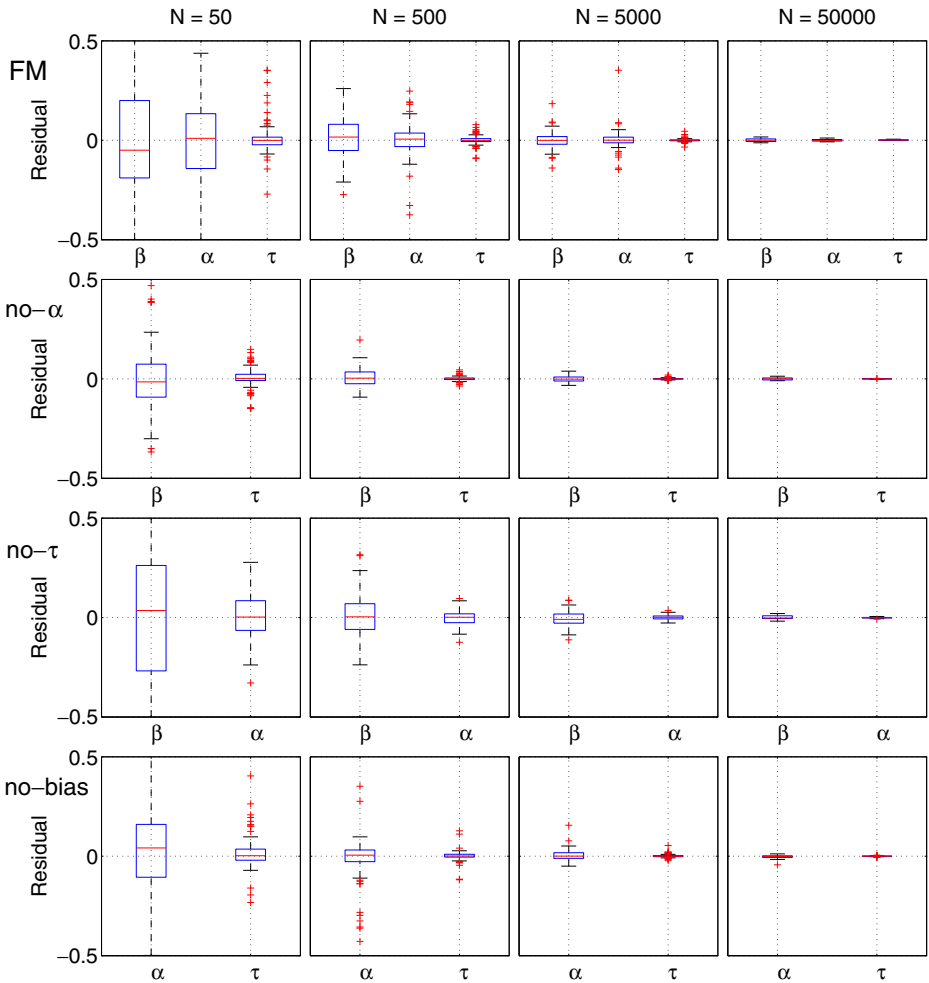 N = 50 N = 500 N = 5000 N = 50000
FM
Residual
0.5
0
−0.5
β α τ β α τ β α τ β α τ
no−α
Residual
0.5
0
−0.5
β τ β τ β τ β τ
no−τ
Residual
0.5
0
−0.5
β α β α β α β α
no−bias
Residual
0.5
0
−0.5
α τ α τ α τ α τ